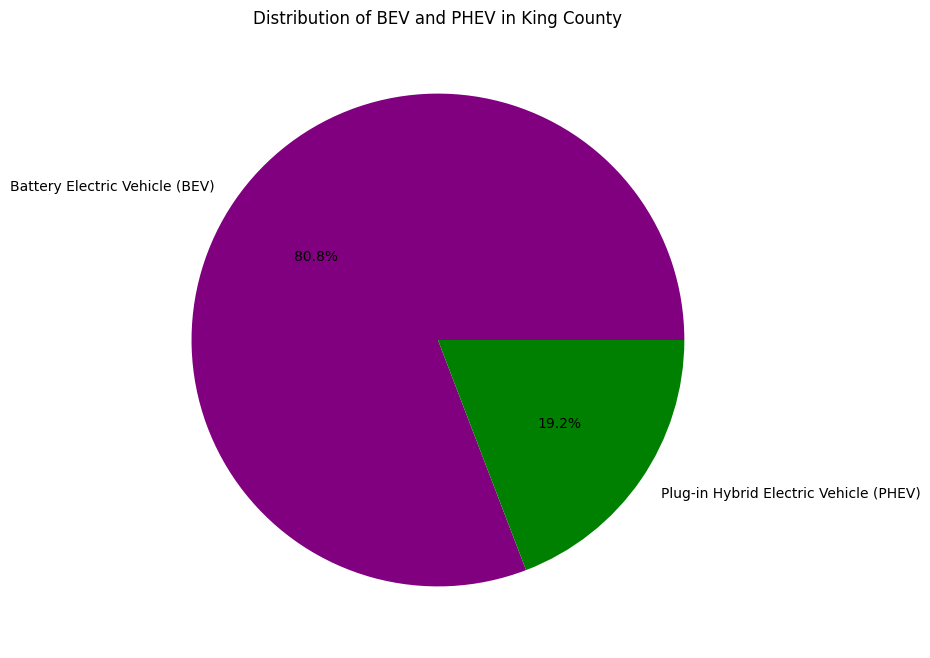 Distribution of BEV and PHEV in King County
Battery Electric Vehicle (BEV)
80.8%
19.2%
Plug-in Hybrid Electric Vehicle (PHEV)